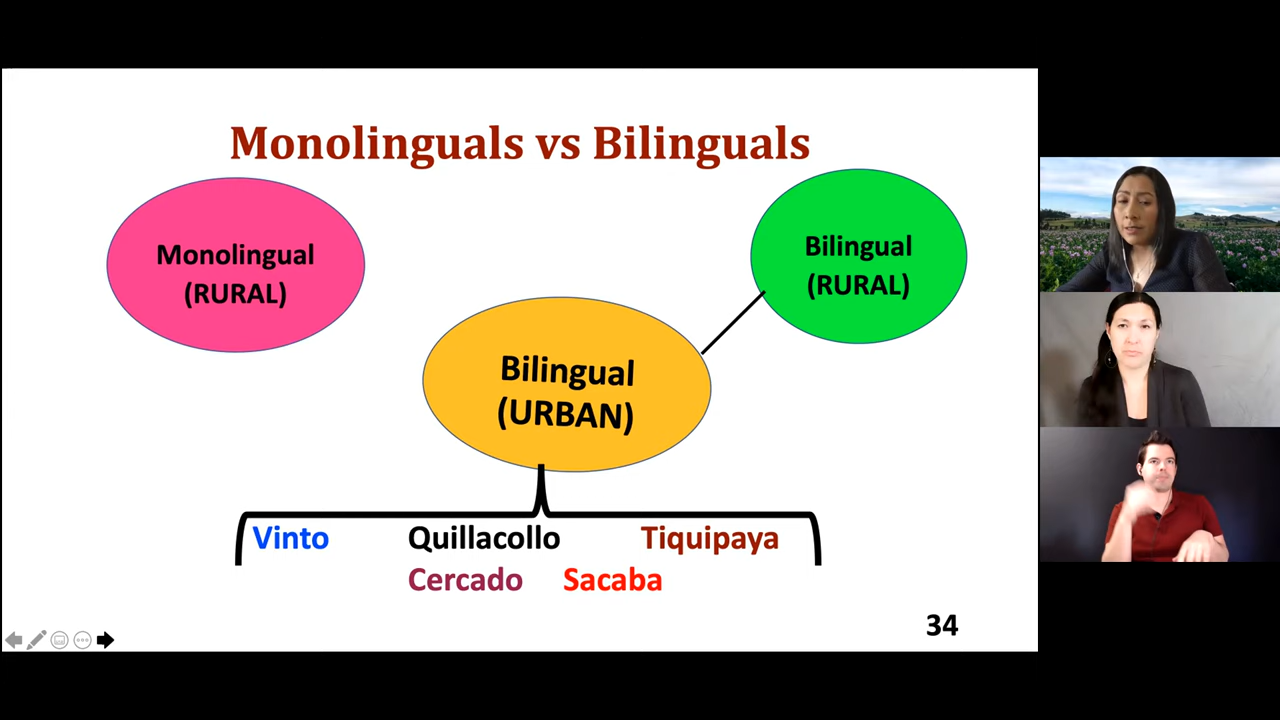 Monolinguals vs Bilinguals
Monolingual
(RURAL)
Bilingual
(RURAL)
Bilingual
(URBAN)
Vinto Quillacollo Tiquipaya
Cercado Sacaba
34